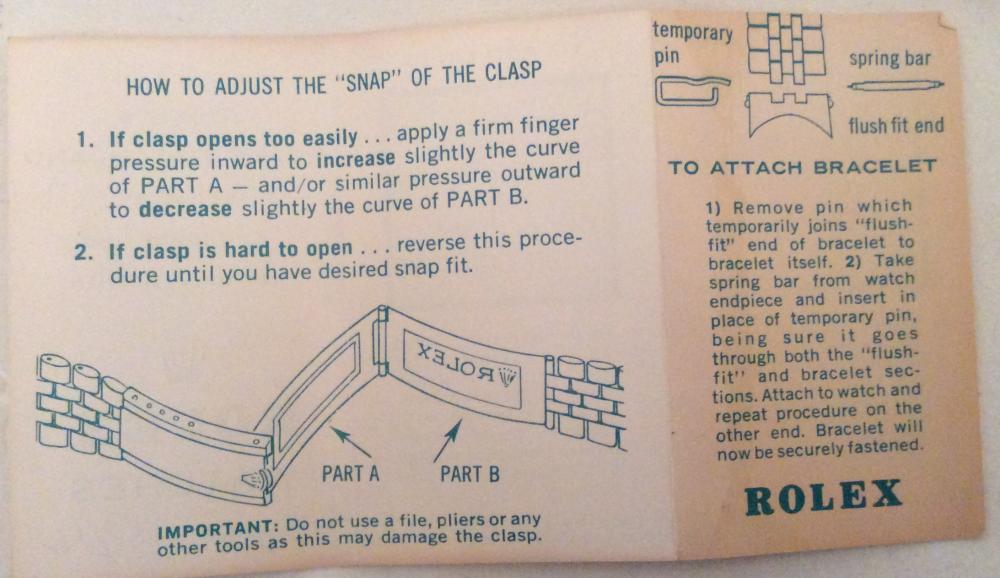 HOW TO ADJUST THE "SNAP" OF THE CLASP
1. If clasp opens too easily . . . apply a firm finger
pressure inward to increase slightly the curve
of PART A — and/or similar pressure outward
to decrease slightly the curve of PART B.
2. If clasp is hard to open . . . reverse this proce-
dure until you have desired snap fit.
ROLEX
PART A
PART B
IMPORTANT: Do not use a file, pliers or any
other tools as this may damage the clasp.
temporary
pin
spring bar
flush fit end
TO ATTACH BRACELET
1) Remove pin which
temporarily joins "flush-
fit" end of bracelet to
bracelet itself. 2) Take
spring bar from watch
endpiece and insert in
place of temporary pin,
being sure it goes
through both the "flush-
fit" and bracelet sec-
tions. Attach to watch and
repeat procedure on the
other end. Bracelet will
now be securely fastened.
ROLEX